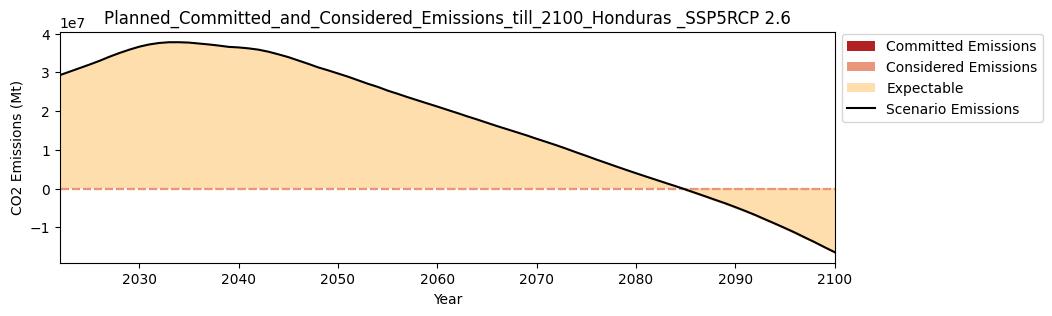 Planned_Committed_and_Considered_Emissions_till_2100_Honduras _SSP5RCP 2.6
1e7
4
3
2
1
0
−1
CO2 Emissions (Mt)
2030 2040 2050 2060 2070 2080 2090 2100
Year
Committed Emissions
Considered Emissions
Expectable
Scenario Emissions